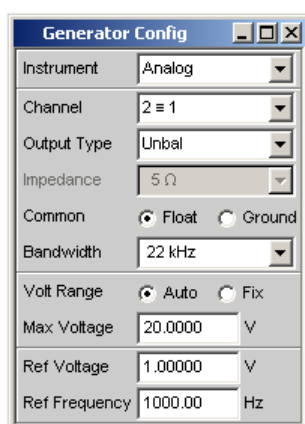 Generator Config
Instrument Analog
Channel 2 ≡ 1
Output Type Unbal
Impedance 5 Ω
Common Float Ground
Bandwidth 22 kHz
Volt Range Auto Fix
Max Voltage 20.0000 V
Ref Voltage 1.00000 V
Ref Frequency 1000.00 Hz